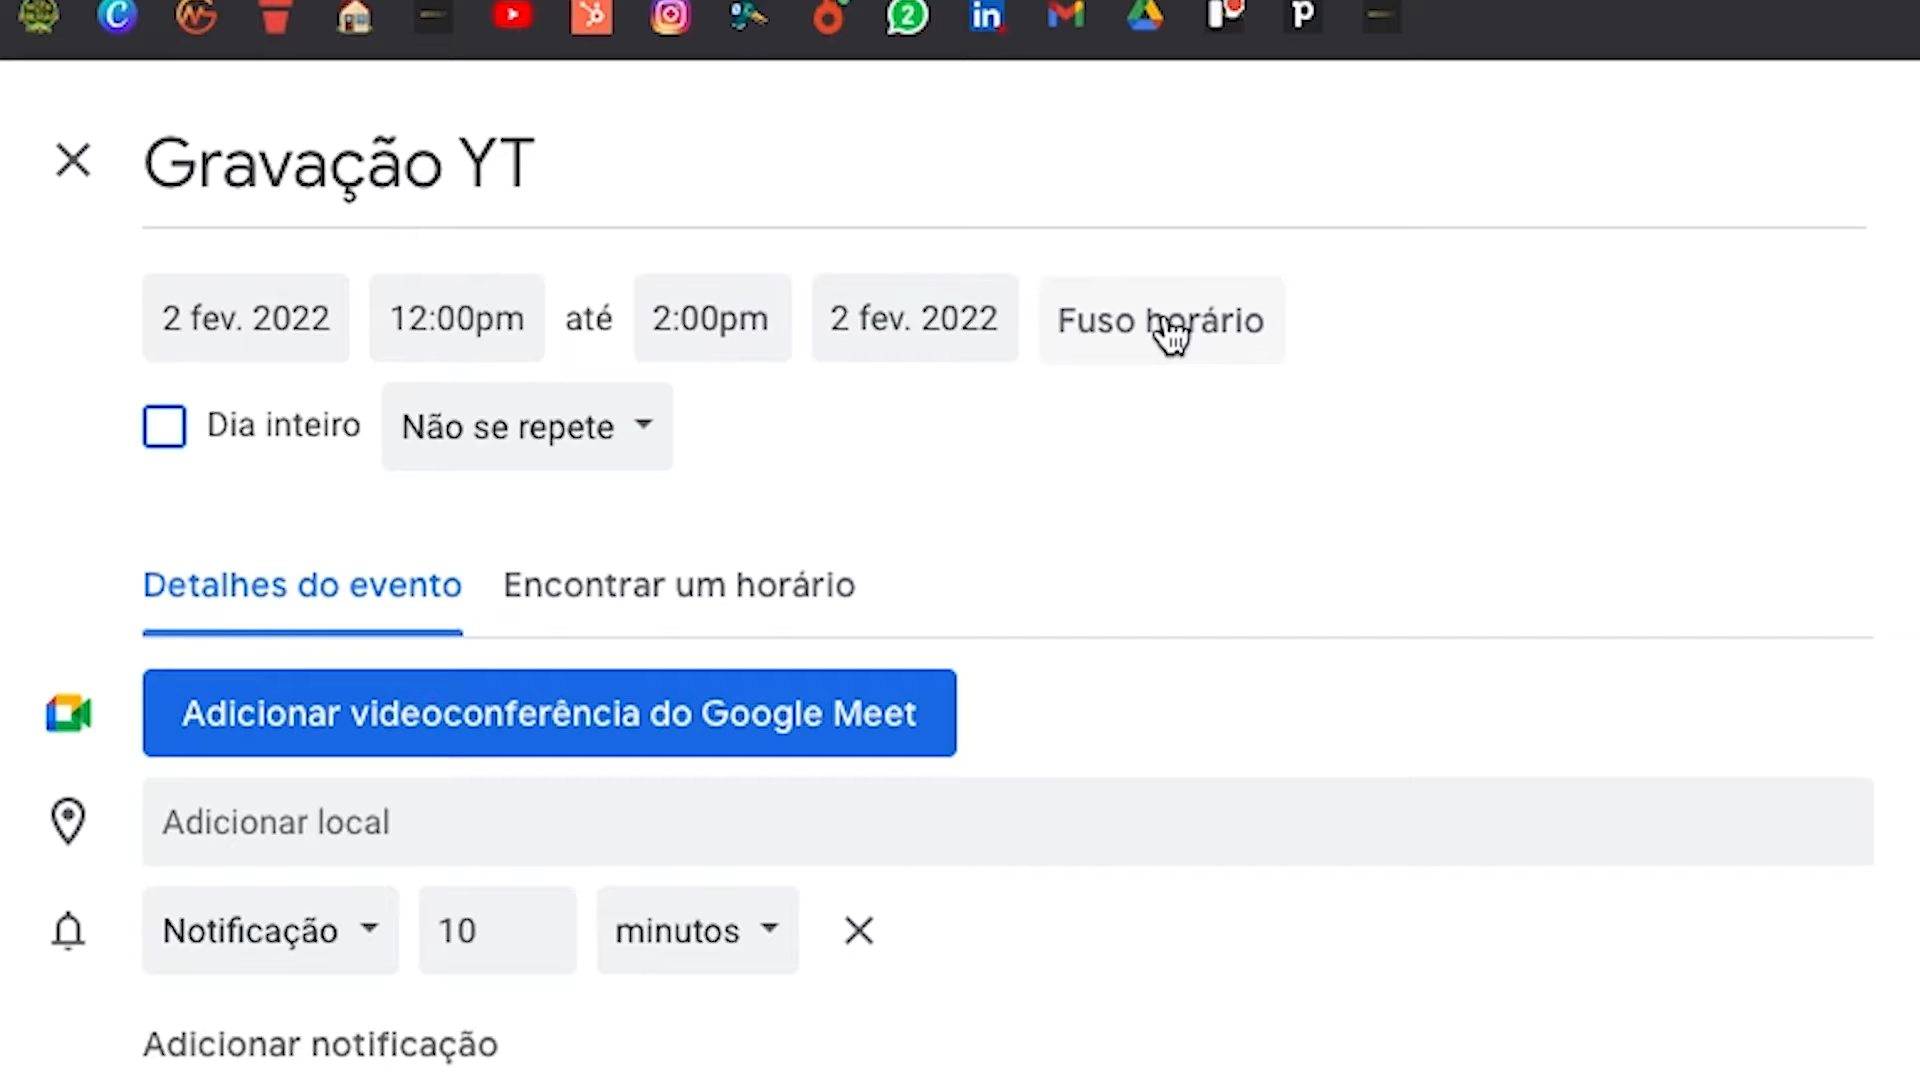 2
in
p
Gravação YT
2 fev. 2022 12:00pm até 2:00pm 2 fev. 2022 Fuso horário
Dia inteiro Não se repete
Detalhes do evento Encontrar um horário
Adicionar videoconferência do Google Meet
Adicionar local
Notificação 10 minutos
Adicionar notificação